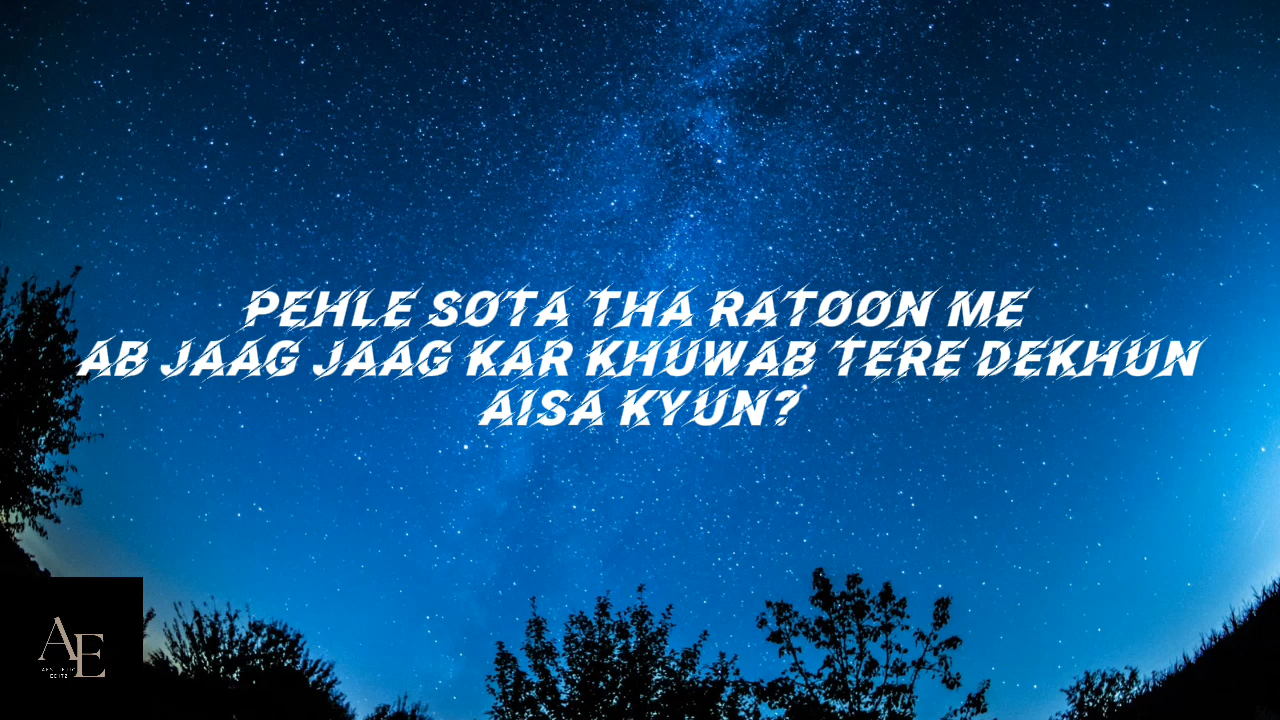 PEHLE SOTA THA RATOON ME
AB JAAG JAAG KAR KHUWAB TERE DEKHUN
AISA KYUN?
AE